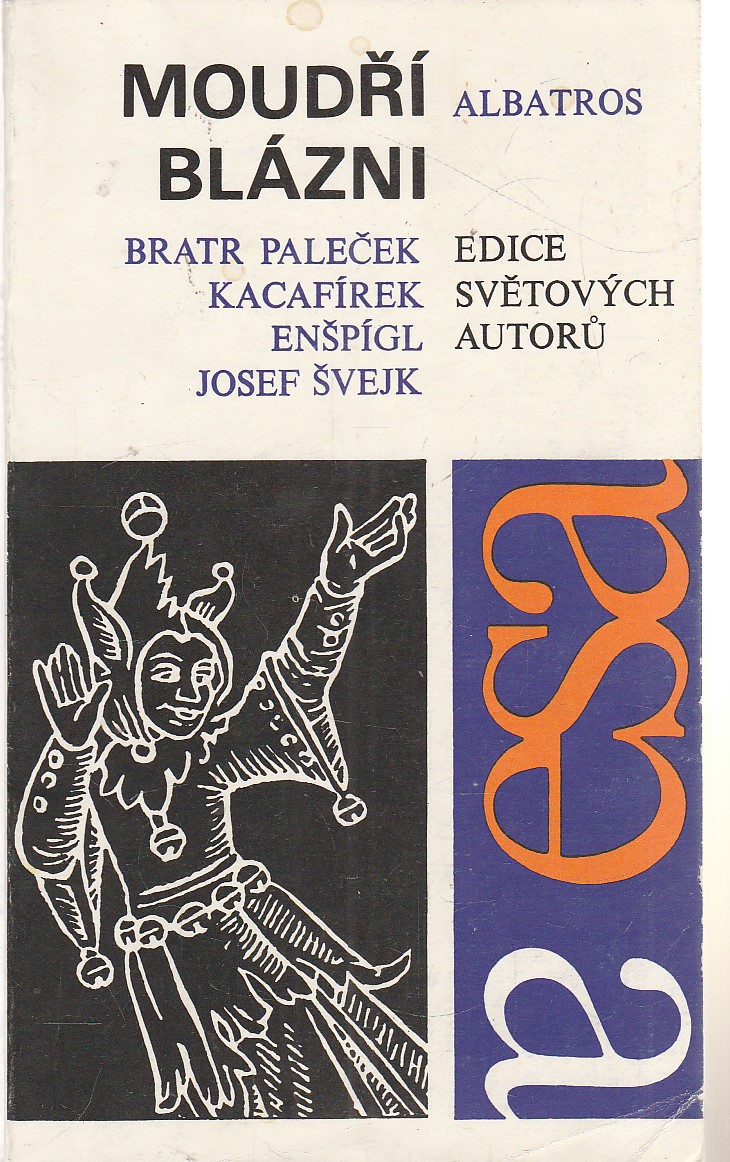 MOUDŘÍ
BLÁZNI
BRATR PALEČEK
KACAFÍREK
ENŠPÍGL
JOSEF ŠVEJK
ALBATROS
EDICE
SVĚTOVÝCH
AUTORŮ
esa
a